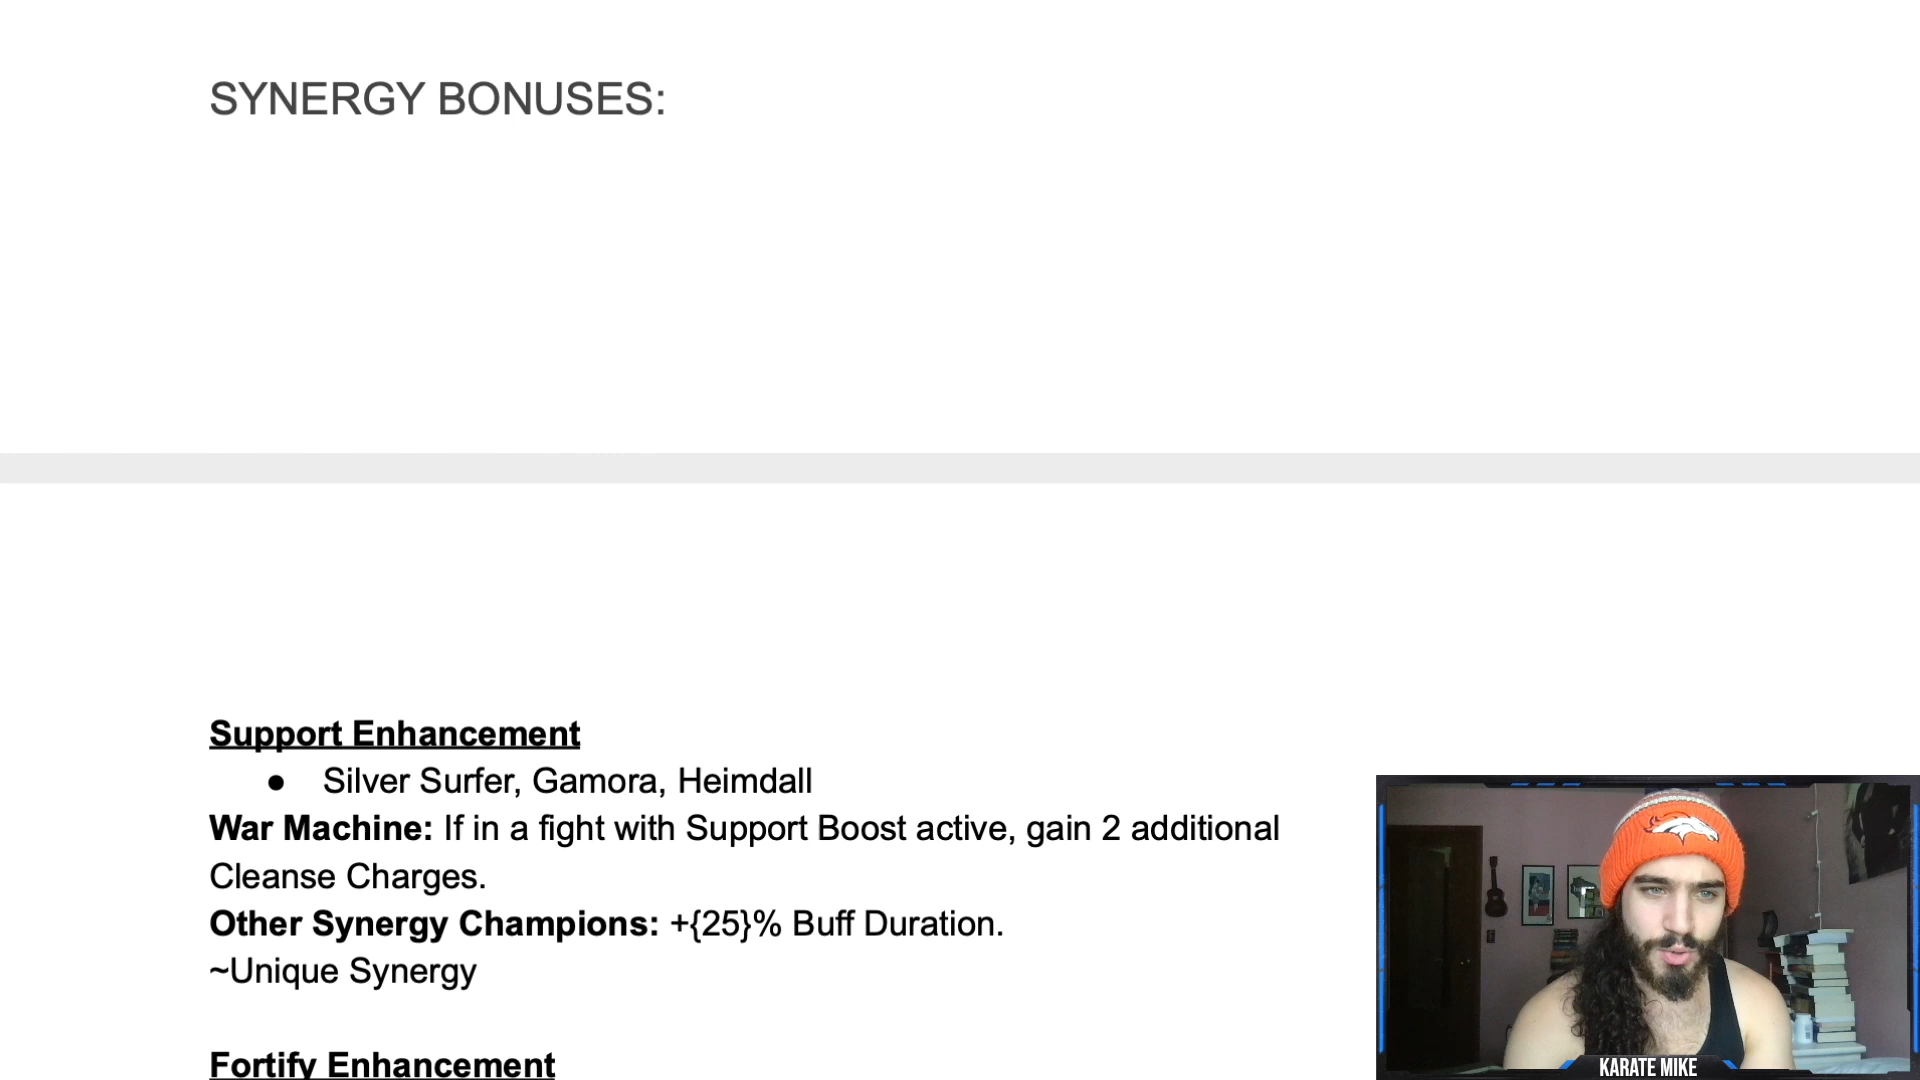 SYNERGY BONUSES:
Support Enhancement
● Silver Surfer, Gamora, Heimdall
War Machine: If in a fight with Support Boost active, gain 2 additional
Cleanse Charges.
Other Synergy Champions: +{25}% Buff Duration.
~Unique Synergy
Fortify Enhancement
KARATE MIKE